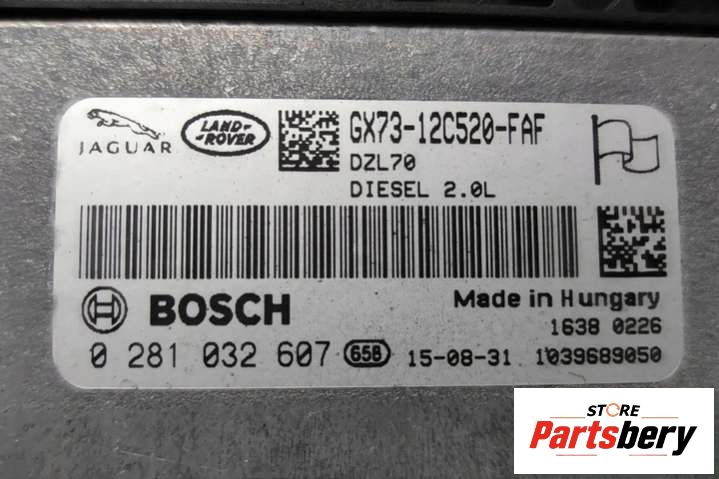 JAGUAR
LAND-
ROVER
GX73-12C520-FAF
DZL70
DIESEL 2.0L
BOSCH
Made in Hungary
1638 0226
0 281 032 607 658 15-08-31 1039689050
STORE
Partsbery